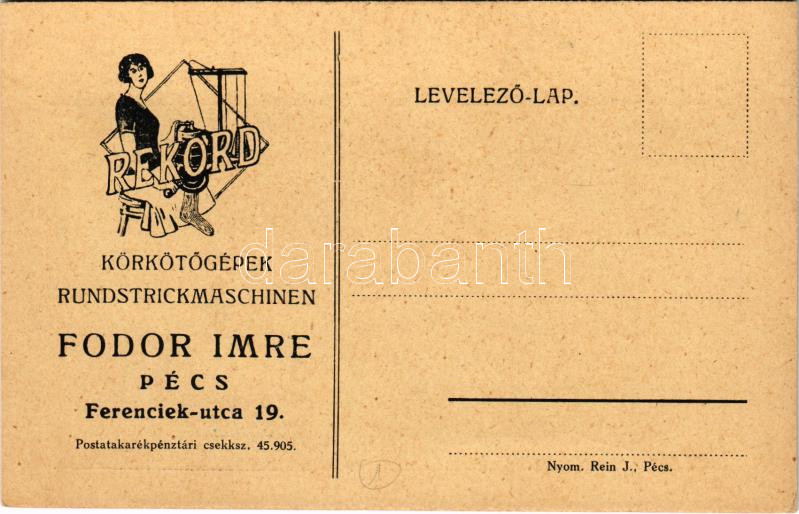 REKORD
KÖRKÖTŐGÉPEK
RUNDSTRICKMASCHINEN
FODOR IMRE
PÉCS
Ferenciek-utca 19.
Postatakarékpénztári csekksz. 45.905.
LEVELEZŐ-LAP.
darabanth
Nyom. Rein J., Pécs.
1